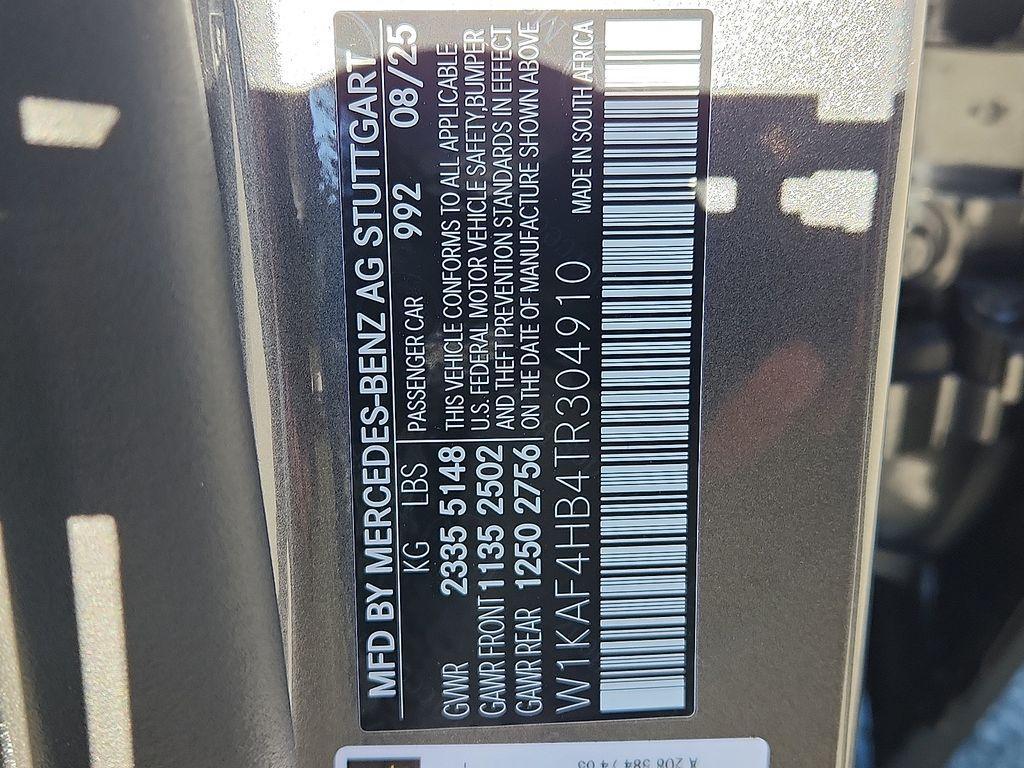 MFD BY MERCEDES-BENZ AG STUTTGART
KG LBS PASSENGER CAR 992 08/25
GVWR 2335 5148 THIS VEHICLE CONFORMS TO ALL APPLICABLE
GAWR FRONT 1135 2502 U.S. FEDERAL MOTOR VEHICLE SAFETY,BUMPER
GAWR REAR 1250 2756 AND THEFT PREVENTION STANDARDS IN EFFECT
ON THE DATE OF MANUFACTURE SHOWN ABOVE
W1KAF4HB4TR304910 MADE IN SOUTH AFRICA